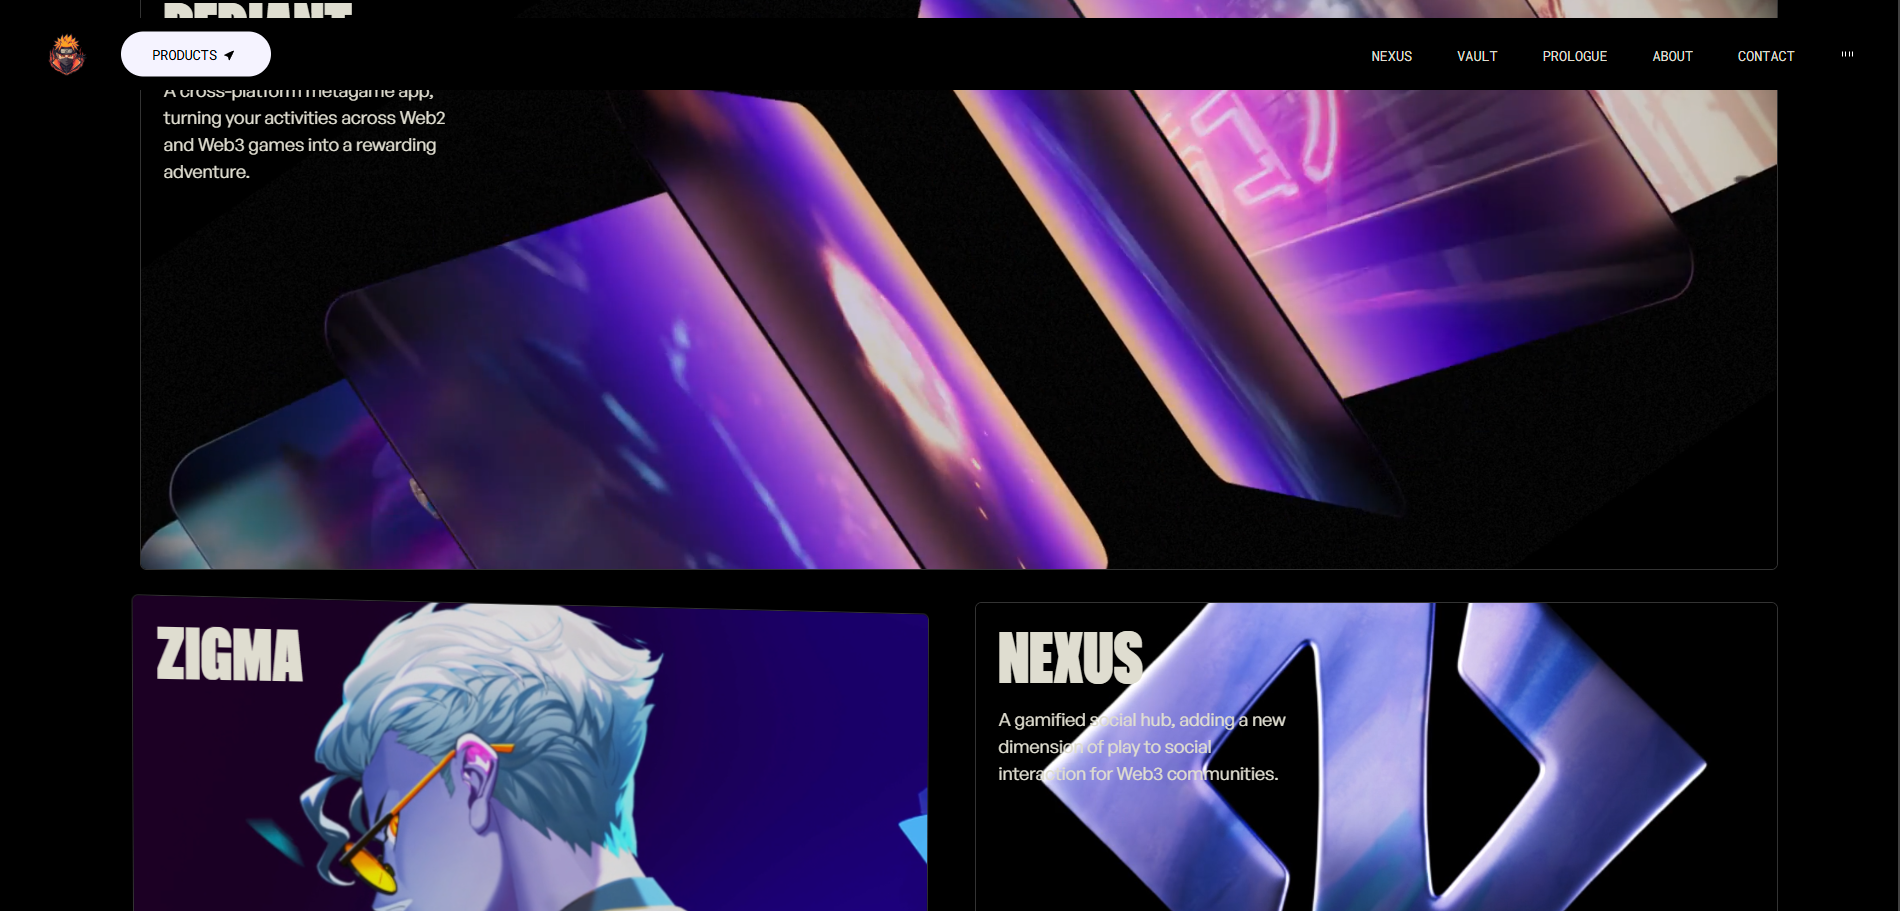 PRODUCTS
NEXUS
VAULT
PROLOGUE
ABOUT
CONTACT
A cross-platform metagame app,
turning your activities across Web2
and Web3 games into a rewarding
adventure.
ZIGMA
NEXUS
A gamified social hub, adding a new
dimension of play to social
interaction for Web3 communities.